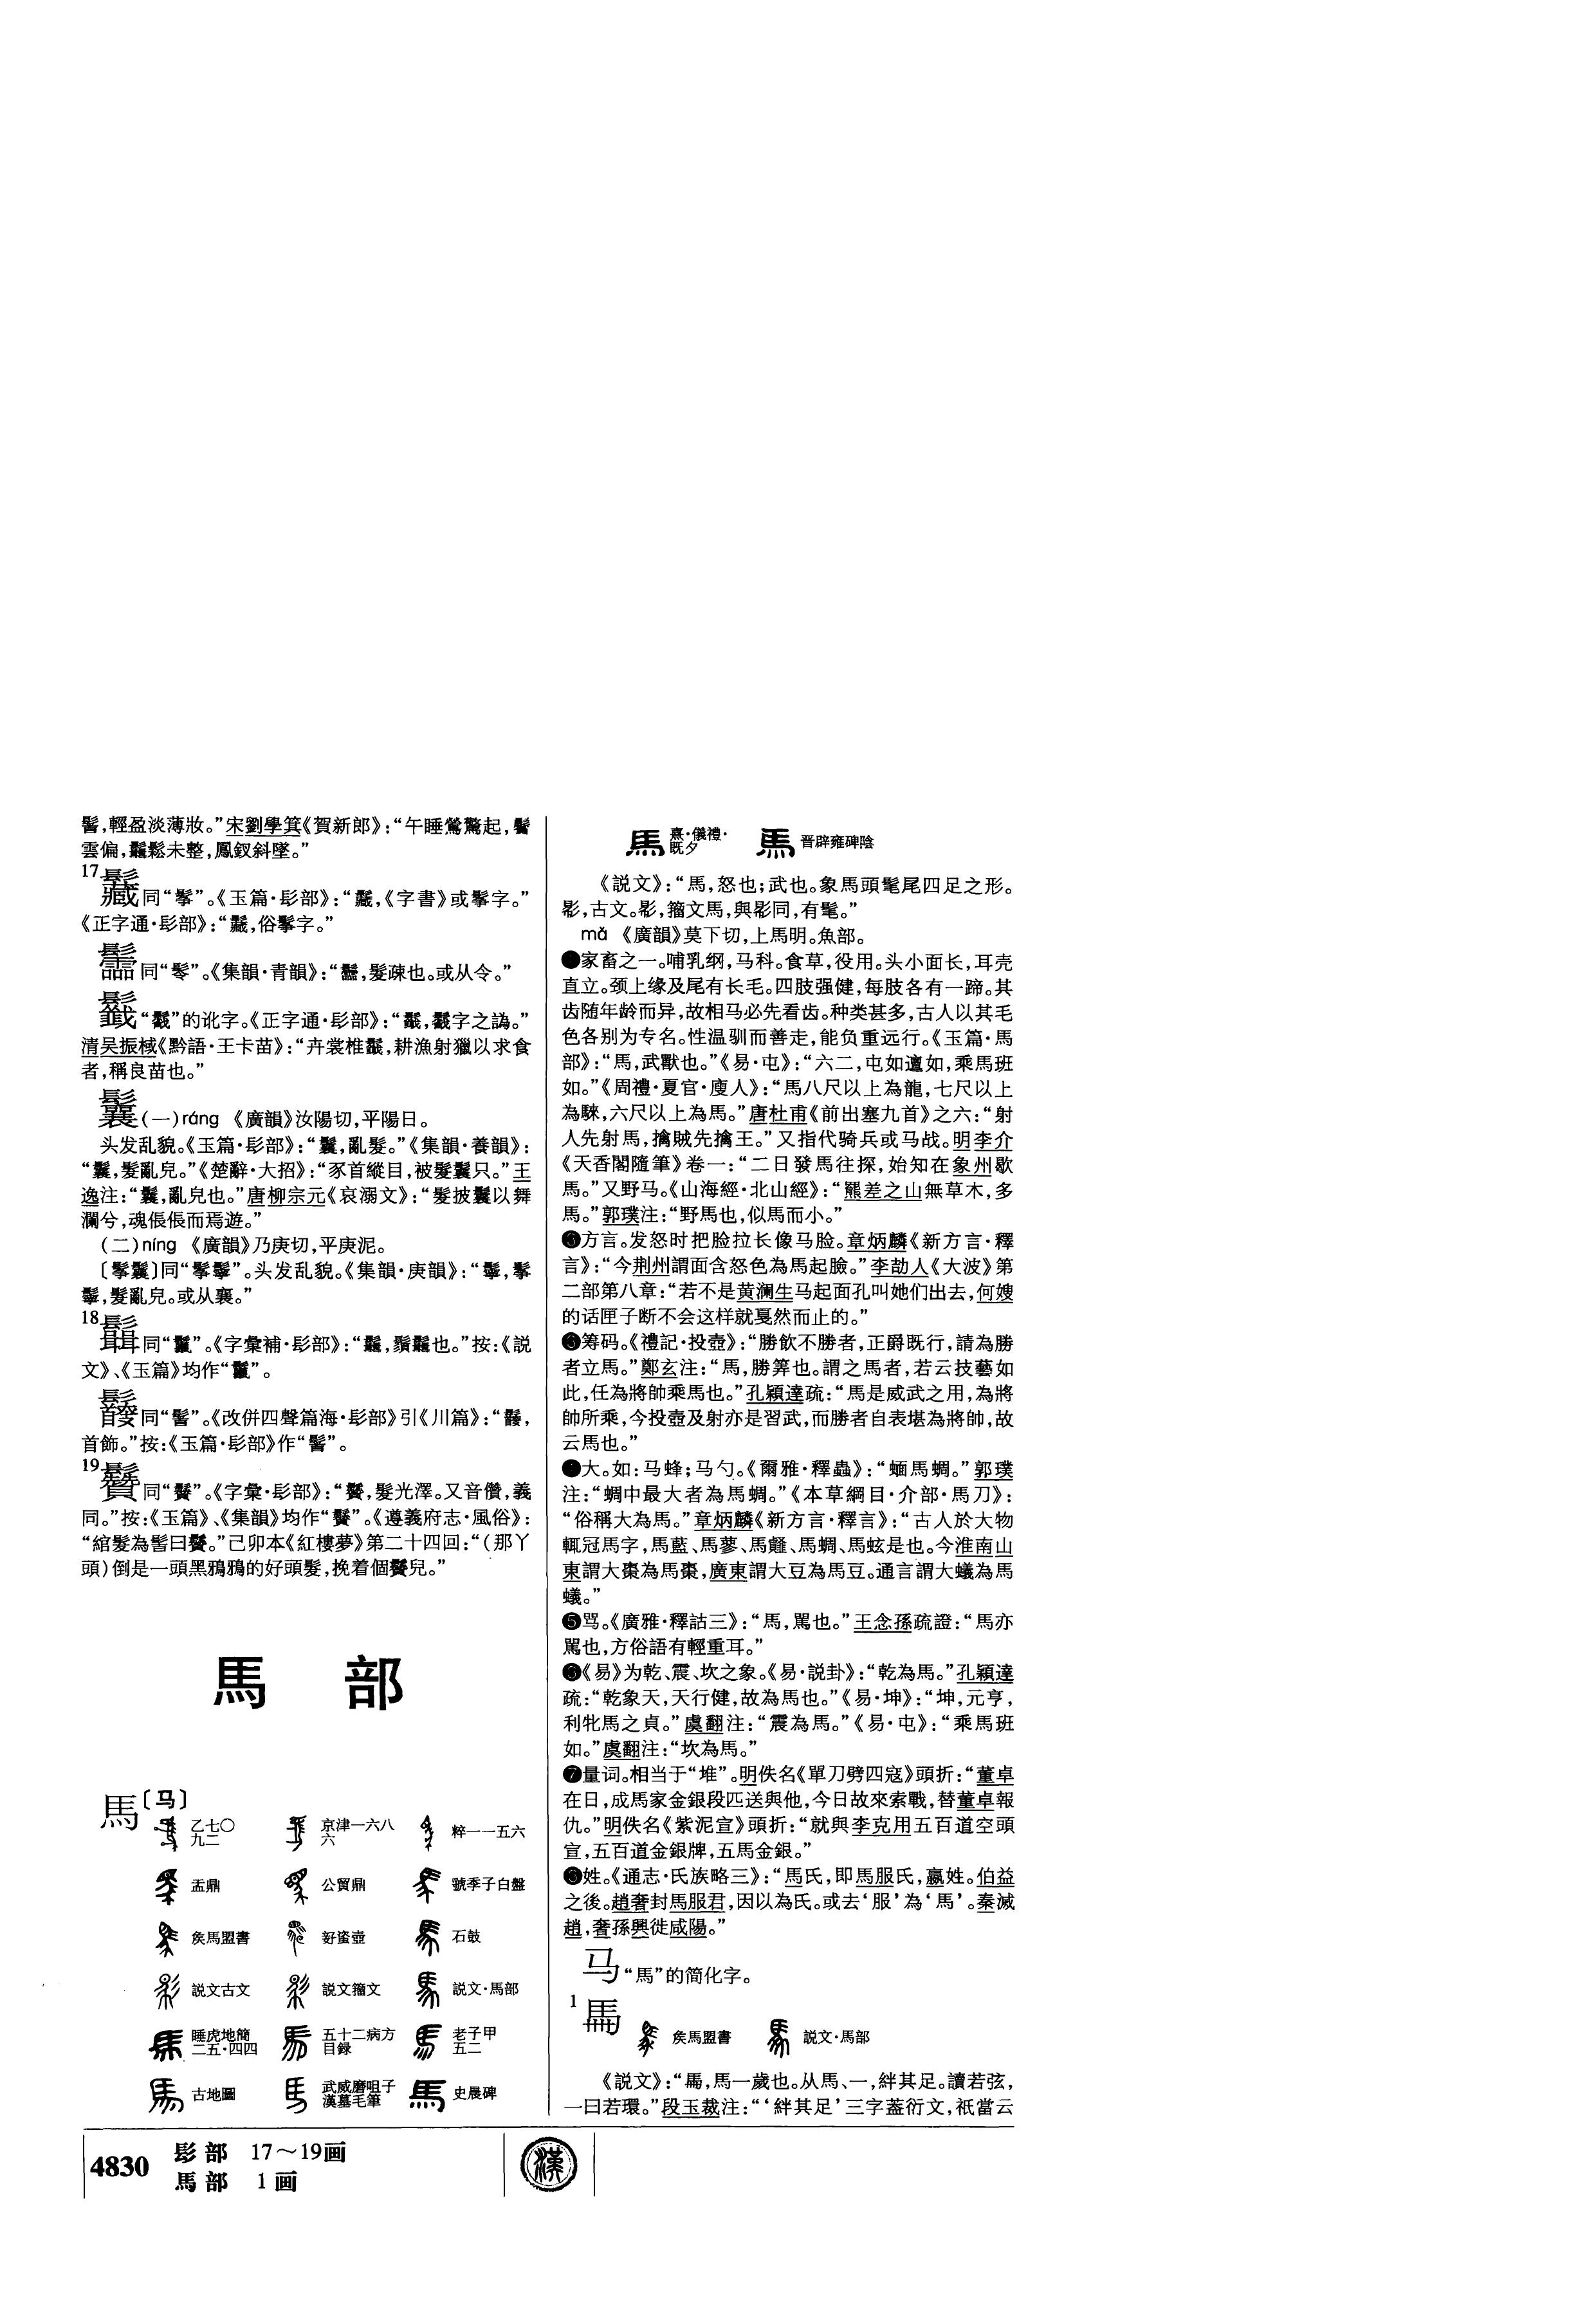 髻，輕盈淡薄妝。”宋劉學箕《賀新郎》：“午睡鶯驚起，鬢
雲偏，鬅鬆未整，鳳釵斜墜。”
17
同“鬇”。《玉篇·髟部》：“，《字書》或鬇字。”
《正字通·髟部》：“，俗鬇字。”
同“䯍”。《集韻·青韻》：“，髮疎也。或从令。”
“”的讹字。《正字通·髟部》：“，字之譌。”
清吴振棫《黔語·王卡苗》：“卉裳椎，耕漁射獵以求食
者，稱良苗也。”
鬤（一）ráng 《廣韻》汝陽切，平陽日。
头发乱貌。《玉篇·髟部》：“鬤，亂髮。”《集韻·養韻》：
“鬤，髮亂皃。”《楚辭·大招》：“豕首縱目，被髮鬤只。”王
逸注：“鬤，亂皃也。”唐柳宗元《哀溺文》：“髮披鬤以舞
瀾兮，魂倀倀而焉遊。”
（二）níng 《廣韻》乃庚切，平庚泥。
〔鬇鬤〕同“鬇鬡”。头发乱貌。《集韻·庚韻》：“鬡，鬇
鬡，髮亂皃。或从襄。”
18
同“鬣”。《字彙補·髟部》：“，鬚也。”按：《説
文》、《玉篇》均作“鬣”。
同“髻”。《改併四聲篇海·髟部》引《川篇》：“，
首飾。”按：《玉篇·髟部》作“”。
19
同“鬢”。《字彙·髟部》：“，髮光澤。又音儹，義
同。”按：《玉篇》、《集韻》均作“”。《遵義府志·風俗》：
“綰髮為髻曰。”己卯本《紅樓夢》第二十四回：“（那丫
頭）倒是一頭黑鴉鴉的好頭髮，挽着個兒。”
馬 部
馬〔马〕
乙七〇九二 京津一六八六 粹一一五六
盂鼎 公貿鼎 虢季子白盤
矦馬盟書 𧊒壺 石鼓
説文古文 説文籀文 説文·馬部
睡虎地簡二五·四四 五十二病方目録 老子甲五二
古地圖 武威磨咀子漢墓毛筆 史晨碑
熹·儀禮·既夕 晋辟雍碑陰
《説文》：“馬，怒也；武也。象馬頭髦尾四足之形。
，古文。，籀文馬，與同，有髦。”
mǎ 《廣韻》莫下切，上馬明。魚部。
❶家畜之一。哺乳纲，马科。食草，役用。头小面长，耳壳
直立。颈上缘及尾有长毛。四肢强健，每肢各有一蹄。其
齿随年龄而异，故相马必先看齿。种类甚多，古人以其毛
色各别为专名。性温驯而善走，能负重远行。《玉篇·馬
部》：“馬，武獸也。”《易·屯》：“六二，屯如邅如，乘馬班
如。”《周禮·夏官·廋人》：“馬八尺以上為龍，七尺以上
為騋，六尺以上為馬。”唐杜甫《前出塞九首》之六：“射
人先射馬，擒賊先擒王。”又指代骑兵或马战。明李介
《天香閣隨筆》卷一：“二日發馬往探，始知在象州歇
馬。”又野马。《山海經·北山經》：“羆差之山無草木，多
馬。”郭璞注：“野馬也，似馬而小。”
❷方言。发怒时把脸拉长像马脸。章炳麟《新方言·釋
言》：“今荆州謂面含怒色為馬起臉。”李劼人《大波》第
二部第八章：“若不是黄澜生马起面孔叫她们出去，何嫂
的话匣子断不会这样就戛然而止的。”
❸筹码。《禮記·投壺》：“勝飲不勝者，正爵既行，請為勝
者立馬。”鄭玄注：“馬，勝筭也。謂之馬者，若云技藝如
此，任為將帥乘馬也。”孔穎達疏：“馬是威武之用，為將
帥所乘，今投壺及射亦是習武，而勝者自表堪為將帥，故
云馬也。”
❹大。如：马蜂；马勺。《爾雅·釋蟲》：“蝒馬蜩。”郭璞
注：“蜩中最大者為馬蜩。”《本草綱目·介部·馬刀》：
“俗稱大為馬。”章炳麟《新方言·釋言》：“古人於大物
輒冠馬字，馬藍、馬蓼、馬、馬蜩、馬蚿是也。今淮南山
東謂大棗為馬棗，廣東謂大豆為馬豆。通言謂大蟻為馬
蟻。”
❺骂。《廣雅·釋詁三》：“馬，駡也。”王念孫疏證：“馬亦
駡也，方俗語有輕重耳。”
❻《易》为乾、震、坎之象。《易·説卦》：“乾為馬。”孔穎達
疏：“乾象天，天行健，故為馬也。”《易·坤》：“坤，元亨，
利牝馬之貞。”虞翻注：“震為馬。”《易·屯》：“乘馬班
如。”虞翻注：“坎為馬。”
❼量词。相当于“堆”。明佚名《單刀劈四寇》頭折：“董卓
在日，成馬家金銀段匹送與他，今日故來索戰，替董卓報
仇。”明佚名《紫泥宣》頭折：“就與李克用五百道空頭
宣，五百道金銀牌，五馬金銀。”
❽姓。《通志·氏族略三》：“馬氏，即馬服氏，嬴姓。伯益
之後。趙奢封馬服君，因以為氏。或去‘服’為‘馬’。秦滅
趙，奢孫興徙咸陽。”
马“馬”的简化字。
1
馬 矦馬盟書 説文·馬部
《説文》：“，馬一歲也。从馬、一，絆其足。讀若弦，
一曰若環。”段玉裁注：“‘絆其足’三字葢衍文，祇當云
4830 髟部 17～19画
馬部 1画
漢